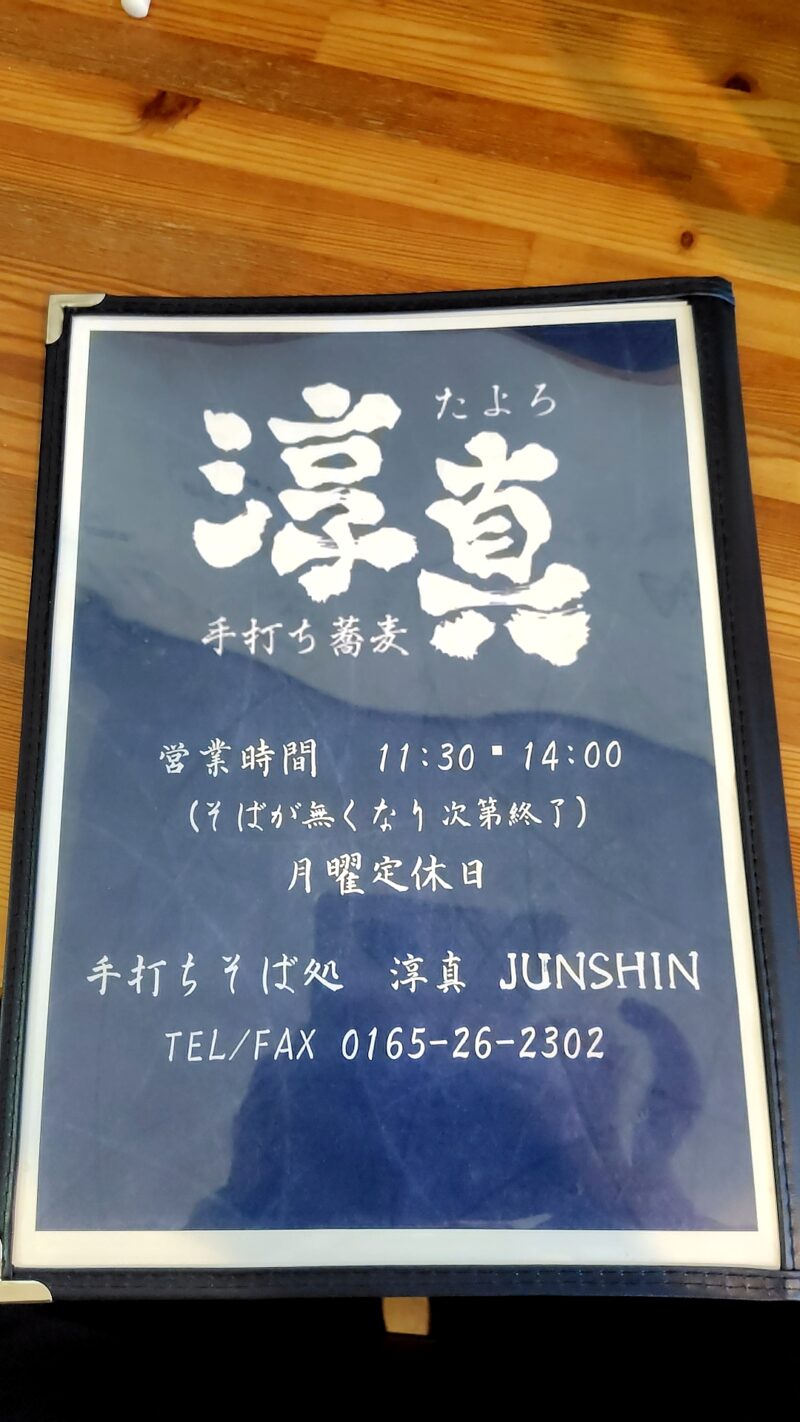 たよろ
淳真
手打ち蕎麦
営業時間 11:30▪14:00
(そばが無くなり次第終了)
月曜定休日
手打ちそば処 淳真 JUNSHIN
TEL/FAX 0165-26-2302